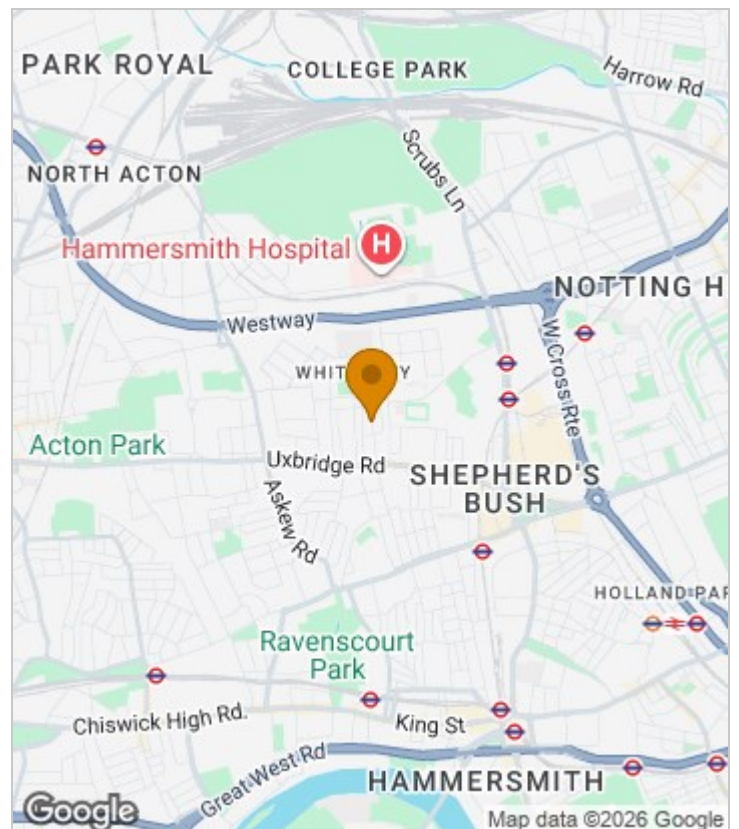 PARK ROYAL
COLLEGE PARK
Harrow Rd
Scrubs Ln
NORTH ACTON
Hammersmith Hospital
H
NOTTING H
Westway
W Cross Rte
WHIT
Y
Acton Park
Uxbridge Rd
SHEPHERD'S
BUSH
Askew Rd
HOLLAND PAR
Ravenscourt
Park
Chiswick High Rd.
King St
Great West Rd
HAMMERSMITH
Google
Map data ©2026 Google